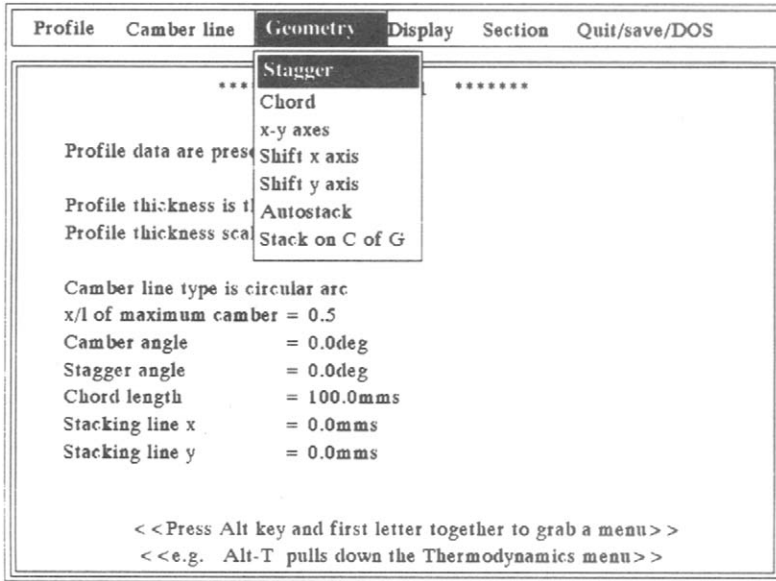 Profile Camber line Geometry Display Section Quit/save/DOS
Stagger
**** *******
Chord
x-y axes
Profile data are
Shift x axis
Shift y axis
Profile thickness is
Autostack
Profile thickness
Stack on C of G
Camber line type is circular arc
x/l of maximum camber = 0.5
Camber angle = 0.0deg
Stagger angle = 0.0deg
Chord length = 100.0mms
Stacking line x = 0.0mms
Stacking line y = 0.0mms
<<Press Alt key and first letter together to grab a menu>>
<<e.g. Alt-T pulls down the Thermodynamics menu>>